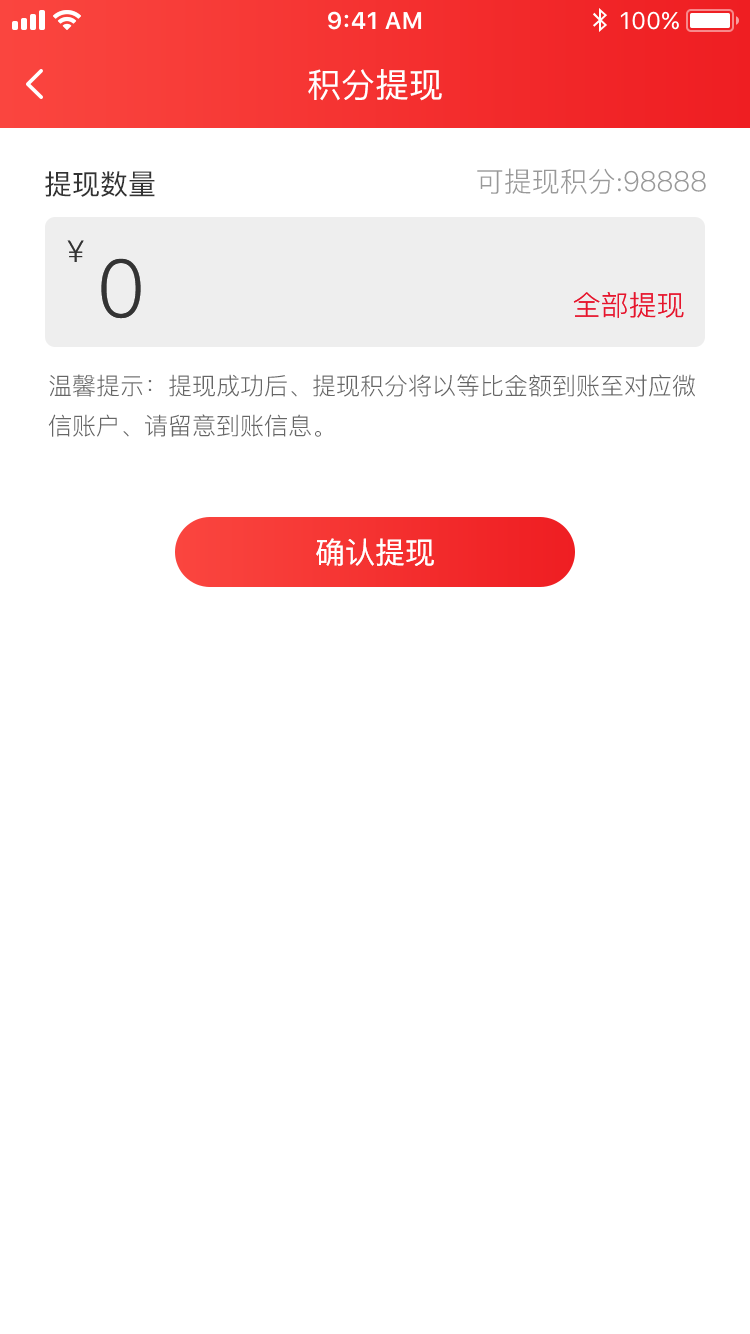 9:41 AM
100%
积分提现
提现数量
可提现积分:98888
¥
0
全部提现
温馨提示：提现成功后、提现积分将以等比金额到账至对应微
信账户、请留意到账信息。
确认提现